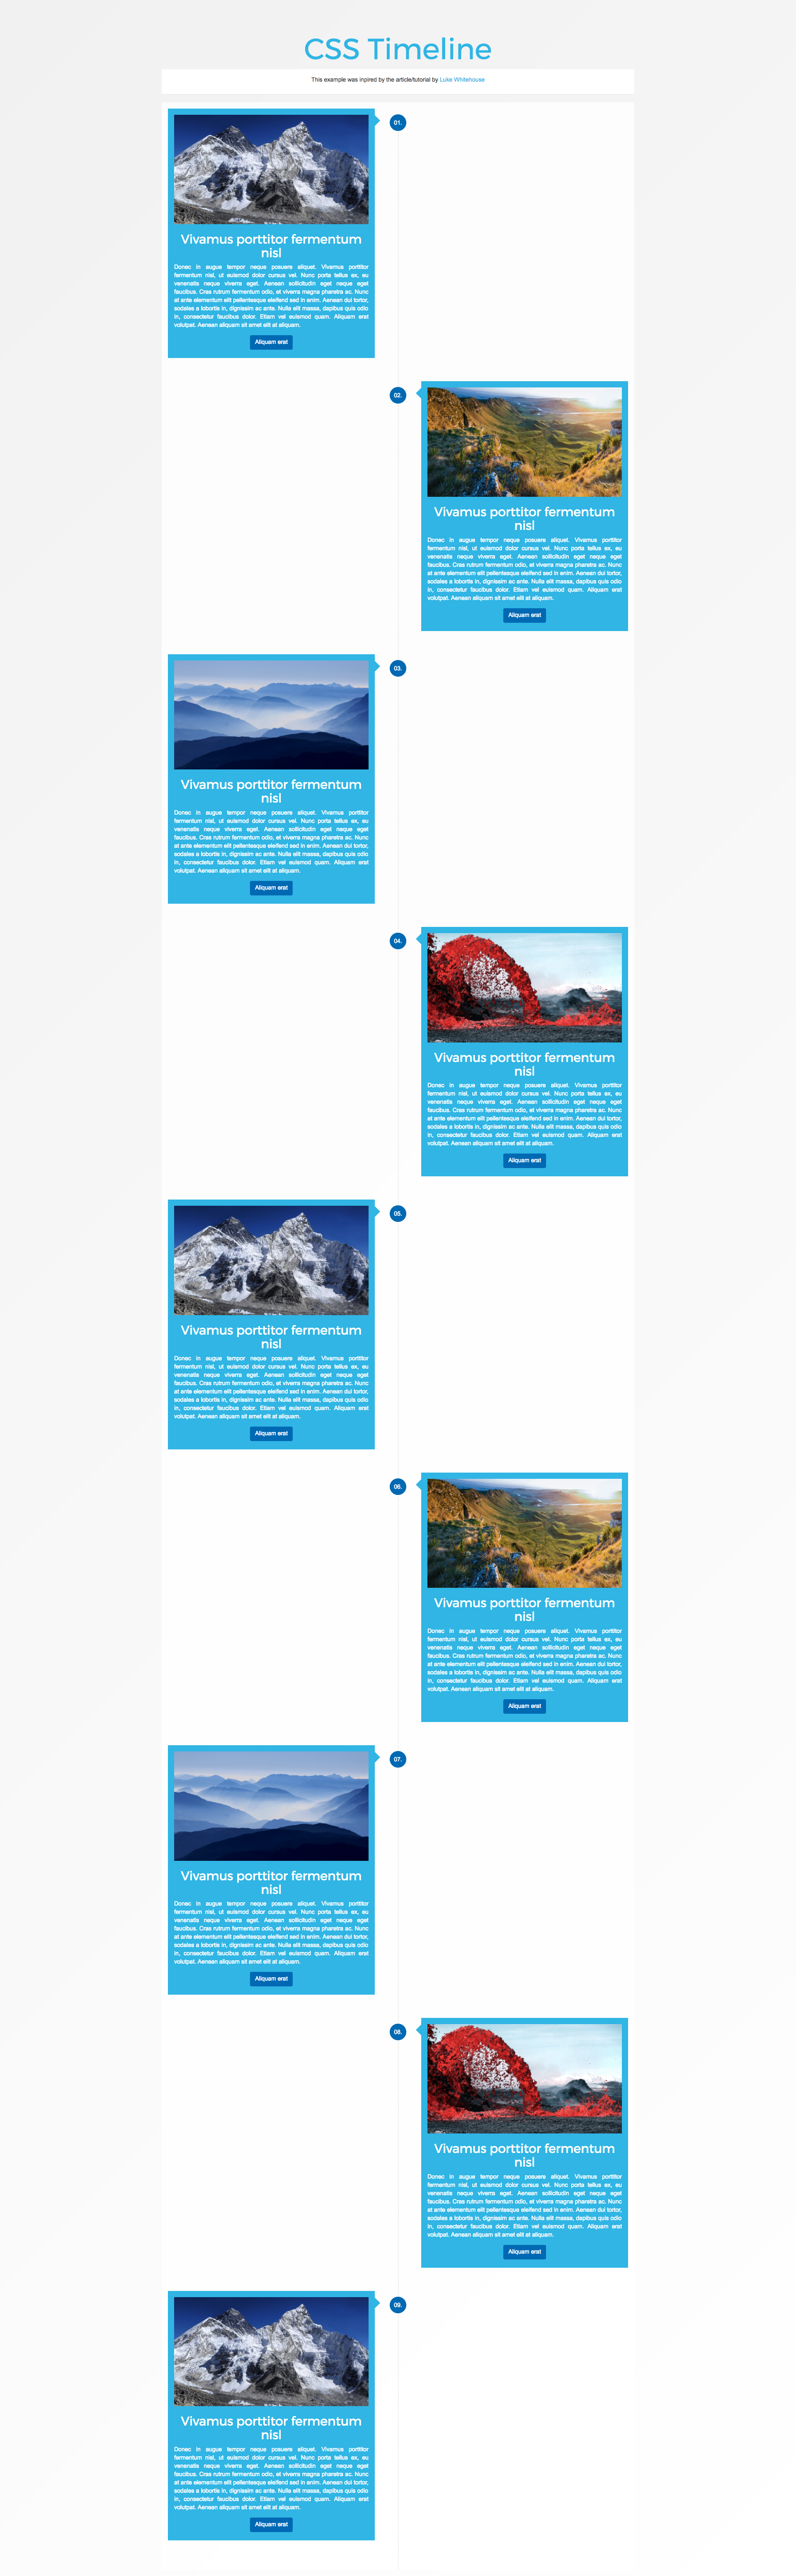 CSS Timeline
This example was inpired by the article/tutorial by Luke Whitehouse
01.
Vivamus porttitor fermentum
nisl
Donec in augue tempor neque posuere aliquet. Vivamus porttitor
fermentum nisl, ut euismod dolor cursus vel. Nunc porta tellus ex, eu
venenatis neque viverra eget. Aenean sollicitudin eget neque eget
faucibus. Cras rutrum fermentum odio, et viverra magna pharetra ac. Nunc
at ante elementum elit pellentesque eleifend sed in enim. Aenean dui tortor,
sodales a lobortis in, dignissim ac ante. Nulla elit massa, dapibus quis odio
in, consectetur faucibus dolor. Etiam vel euismod quam. Aliquam erat
volutpat. Aenean aliquam sit amet elit at aliquam.
Aliquam erat
02.
Vivamus porttitor fermentum
nisl
Donec in augue tempor neque posuere aliquet. Vivamus porttitor
fermentum nisl, ut euismod dolor cursus vel. Nunc porta tellus ex, eu
venenatis neque viverra eget. Aenean sollicitudin eget neque eget
faucibus. Cras rutrum fermentum odio, et viverra magna pharetra ac. Nunc
at ante elementum elit pellentesque eleifend sed in enim. Aenean dui tortor,
sodales a lobortis in, dignissim ac ante. Nulla elit massa, dapibus quis odio
in, consectetur faucibus dolor. Etiam vel euismod quam. Aliquam erat
volutpat. Aenean aliquam sit amet elit at aliquam.
Aliquam erat
03.
Vivamus porttitor fermentum
nisl
Donec in augue tempor neque posuere aliquet. Vivamus porttitor
fermentum nisl, ut euismod dolor cursus vel. Nunc porta tellus ex, eu
venenatis neque viverra eget. Aenean sollicitudin eget neque eget
faucibus. Cras rutrum fermentum odio, et viverra magna pharetra ac. Nunc
at ante elementum elit pellentesque eleifend sed in enim. Aenean dui tortor,
sodales a lobortis in, dignissim ac ante. Nulla elit massa, dapibus quis odio
in, consectetur faucibus dolor. Etiam vel euismod quam. Aliquam erat
volutpat. Aenean aliquam sit amet elit at aliquam.
Aliquam erat
04.
Vivamus porttitor fermentum
nisl
Donec in augue tempor neque posuere aliquet. Vivamus porttitor
fermentum nisl, ut euismod dolor cursus vel. Nunc porta tellus ex, eu
venenatis neque viverra eget. Aenean sollicitudin eget neque eget
faucibus. Cras rutrum fermentum odio, et viverra magna pharetra ac. Nunc
at ante elementum elit pellentesque eleifend sed in enim. Aenean dui tortor,
sodales a lobortis in, dignissim ac ante. Nulla elit massa, dapibus quis odio
in, consectetur faucibus dolor. Etiam vel euismod quam. Aliquam erat
volutpat. Aenean aliquam sit amet elit at aliquam.
Aliquam erat
05.
Vivamus porttitor fermentum
nisl
Donec in augue tempor neque posuere aliquet. Vivamus porttitor
fermentum nisl, ut euismod dolor cursus vel. Nunc porta tellus ex, eu
venenatis neque viverra eget. Aenean sollicitudin eget neque eget
faucibus. Cras rutrum fermentum odio, et viverra magna pharetra ac. Nunc
at ante elementum elit pellentesque eleifend sed in enim. Aenean dui tortor,
sodales a lobortis in, dignissim ac ante. Nulla elit massa, dapibus quis odio
in, consectetur faucibus dolor. Etiam vel euismod quam. Aliquam erat
volutpat. Aenean aliquam sit amet elit at aliquam.
Aliquam erat
06.
Vivamus porttitor fermentum
nisl
Donec in augue tempor neque posuere aliquet. Vivamus porttitor
fermentum nisl, ut euismod dolor cursus vel. Nunc porta tellus ex, eu
venenatis neque viverra eget. Aenean sollicitudin eget neque eget
faucibus. Cras rutrum fermentum odio, et viverra magna pharetra ac. Nunc
at ante elementum elit pellentesque eleifend sed in enim. Aenean dui tortor,
sodales a lobortis in, dignissim ac ante. Nulla elit massa, dapibus quis odio
in, consectetur faucibus dolor. Etiam vel euismod quam. Aliquam erat
volutpat. Aenean aliquam sit amet elit at aliquam.
Aliquam erat
07.
Vivamus porttitor fermentum
nisl
Donec in augue tempor neque posuere aliquet. Vivamus porttitor
fermentum nisl, ut euismod dolor cursus vel. Nunc porta tellus ex, eu
venenatis neque viverra eget. Aenean sollicitudin eget neque eget
faucibus. Cras rutrum fermentum odio, et viverra magna pharetra ac. Nunc
at ante elementum elit pellentesque eleifend sed in enim. Aenean dui tortor,
sodales a lobortis in, dignissim ac ante. Nulla elit massa, dapibus quis odio
in, consectetur faucibus dolor. Etiam vel euismod quam. Aliquam erat
volutpat. Aenean aliquam sit amet elit at aliquam.
Aliquam erat
08.
Vivamus porttitor fermentum
nisl
Donec in augue tempor neque posuere aliquet. Vivamus porttitor
fermentum nisl, ut euismod dolor cursus vel. Nunc porta tellus ex, eu
venenatis neque viverra eget. Aenean sollicitudin eget neque eget
faucibus. Cras rutrum fermentum odio, et viverra magna pharetra ac. Nunc
at ante elementum elit pellentesque eleifend sed in enim. Aenean dui tortor,
sodales a lobortis in, dignissim ac ante. Nulla elit massa, dapibus quis odio
in, consectetur faucibus dolor. Etiam vel euismod quam. Aliquam erat
volutpat. Aenean aliquam sit amet elit at aliquam.
Aliquam erat
09.
Vivamus porttitor fermentum
nisl
Donec in augue tempor neque posuere aliquet. Vivamus porttitor
fermentum nisl, ut euismod dolor cursus vel. Nunc porta tellus ex, eu
venenatis neque viverra eget. Aenean sollicitudin eget neque eget
faucibus. Cras rutrum fermentum odio, et viverra magna pharetra ac. Nunc
at ante elementum elit pellentesque eleifend sed in enim. Aenean dui tortor,
sodales a lobortis in, dignissim ac ante. Nulla elit massa, dapibus quis odio
in, consectetur faucibus dolor. Etiam vel euismod quam. Aliquam erat
volutpat. Aenean aliquam sit amet elit at aliquam.
Aliquam erat